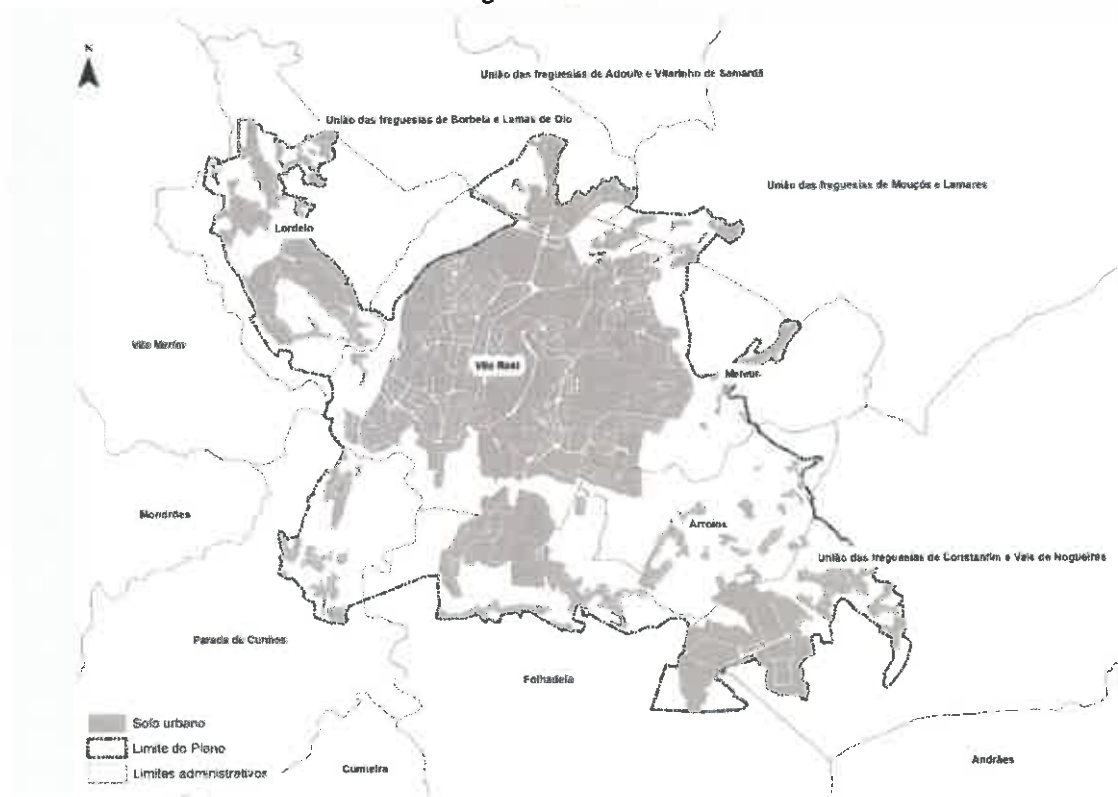 N
União das freguesias de Adoufe e Vilarinho de Samardã
União das freguesias de Borbela e Lamas de Olo
União das freguesias de Mouçós e Lamares
Lordelo
Vila Marim
Vila Real
Mateus
Mondrões
Arroios
União das freguesias de Constantim e Vale de Nogueiras
Parada de Cunhos
Folhadela
Solo urbano
Limite do Plano
Limites administrativos
Cumieira
Andrães